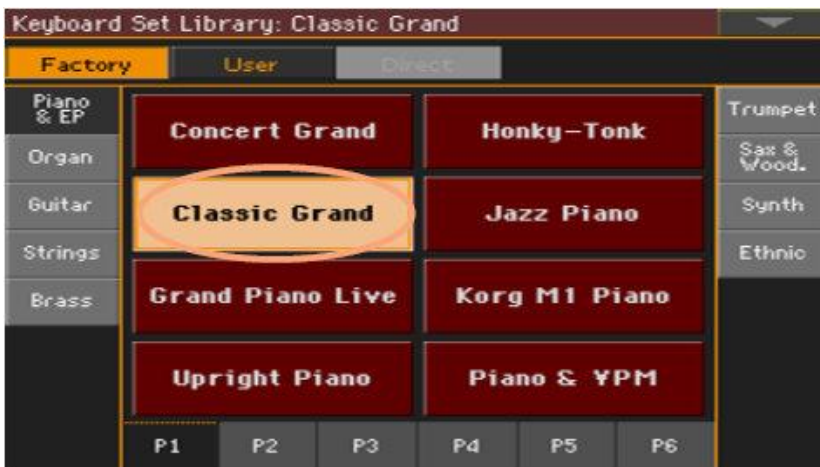 Keyboard Set Library: Classic Grand
Factory
User
Direct
Piano
& EP
Organ
Guitar
Strings
Brass
Concert Grand
Honky-Tonk
Classic Grand
Jazz Piano
Grand Piano Live
Korg M1 Piano
Upright Piano
Piano & ¥PM
Trumpet
Sax &
Wood.
Synth
Ethnic
P1
P2
P3
P4
P5
P6